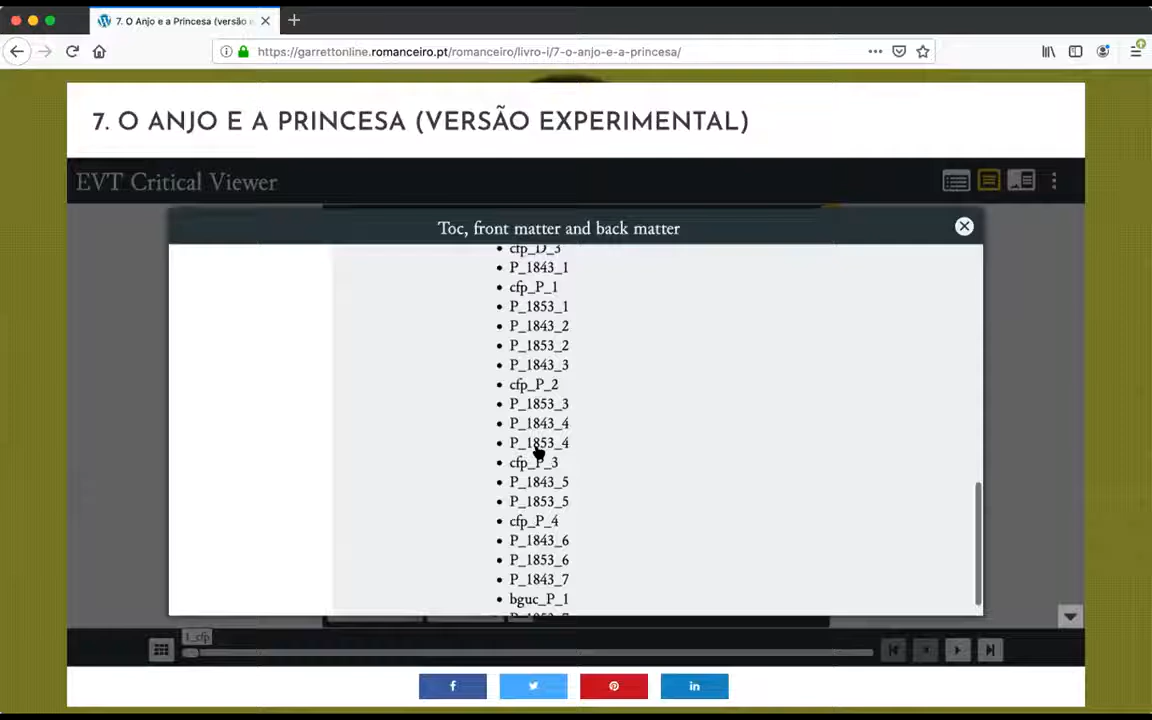 7. O Anjo e a Princesa (versão e
https://garrettonline.romanceiro.pt/romanceiro/livro-i/7-o-anjo-e-a-princesa/
7. O ANJO E A PRINCESA (VERSÃO EXPERIMENTAL)
EVT Critical Viewer
Toc, front matter and back matter
cfp_D_3
P_1843_1
cfp_P_1
P_1853_1
P_1843_2
P_1853_2
P_1843_3
cfp_P_2
P_1853_3
P_1843_4
P_1853_4
cfp_P_3
P_1843_5
P_1853_5
cfp_P_4
P_1843_6
P_1853_6
P_1843_7
bguc_P_1
1_cfp